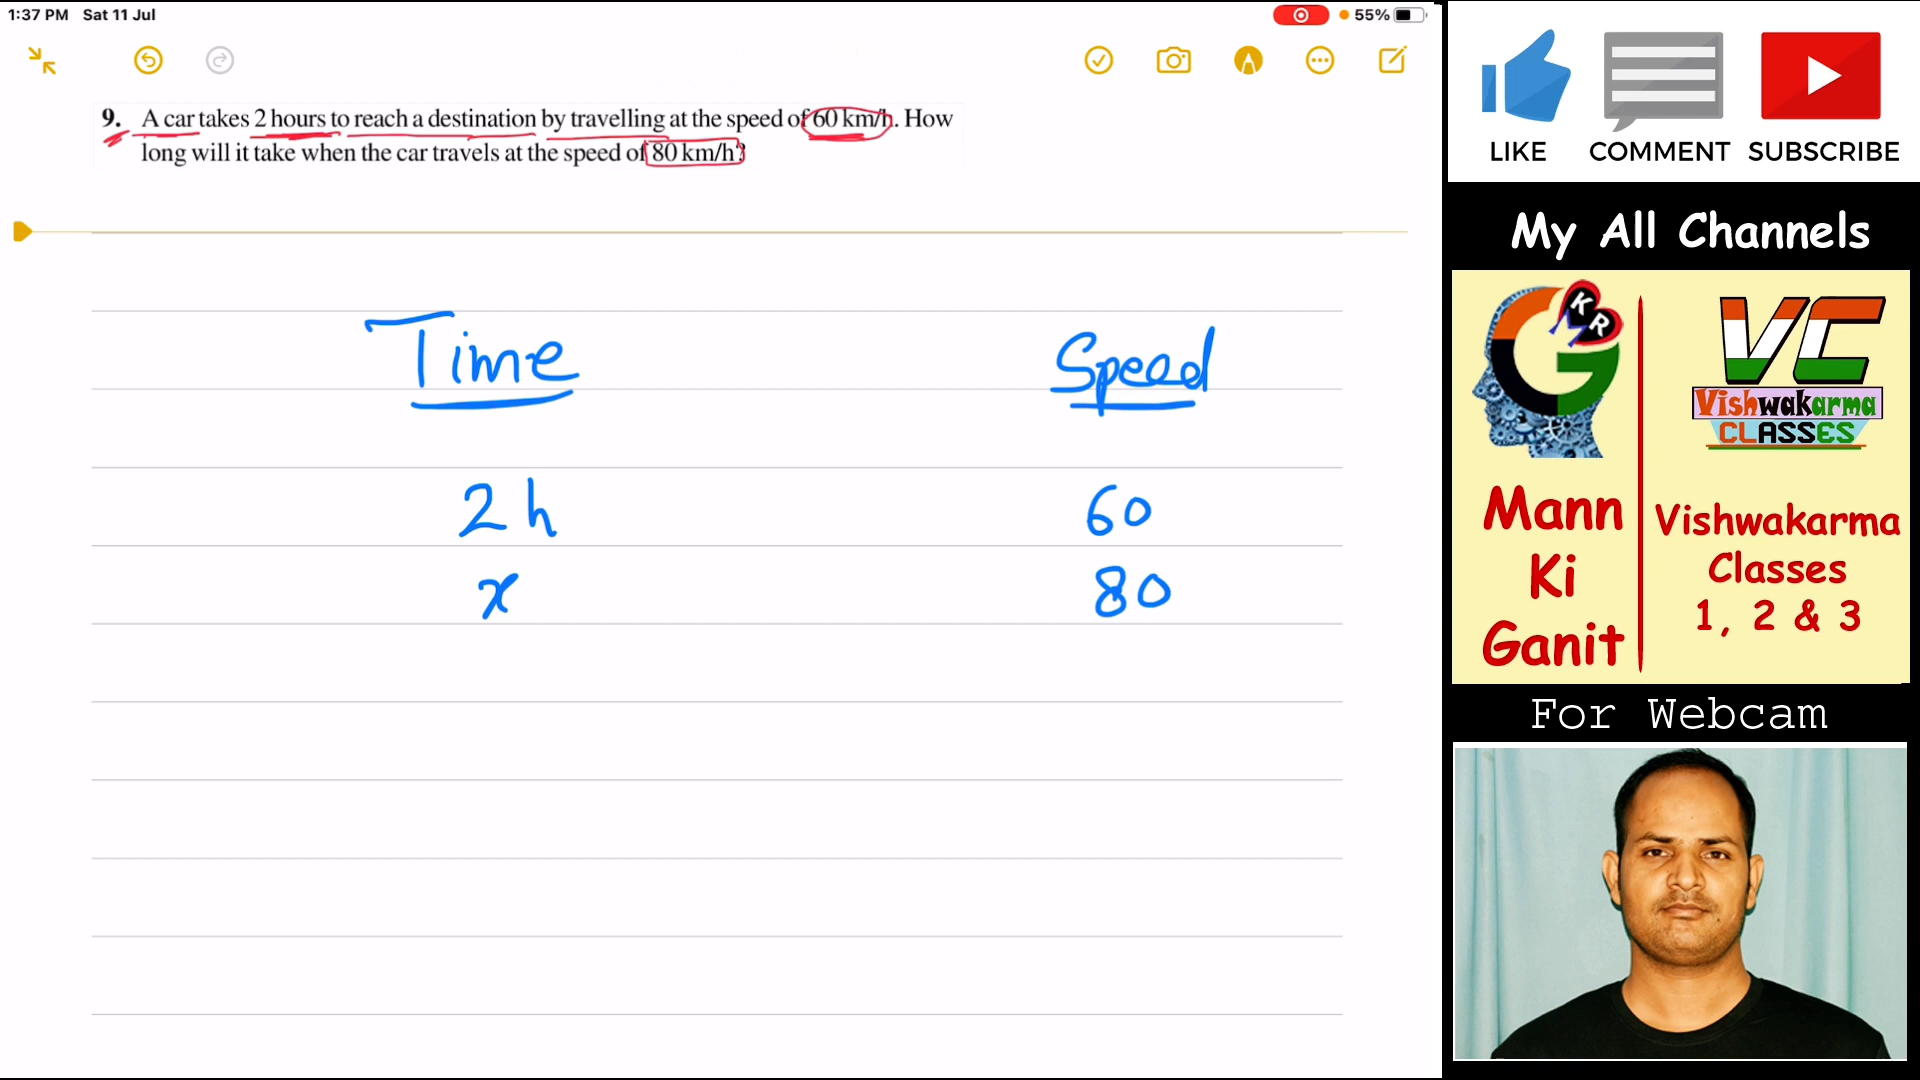 1:37 PM Sat 11 Jul
55%
9. A car takes 2 hours to reach a destination by travelling at the speed of 60 km/h. How
long will it take when the car travels at the speed of 80 km/h?
Time Speed
2 h 60
x 80
LIKE COMMENT SUBSCRIBE
My All Channels
G K R
VC
Vishwakarma
CLASSES
Mann
Ki
Ganit
Vishwakarma
Classes
1, 2 & 3
For Webcam